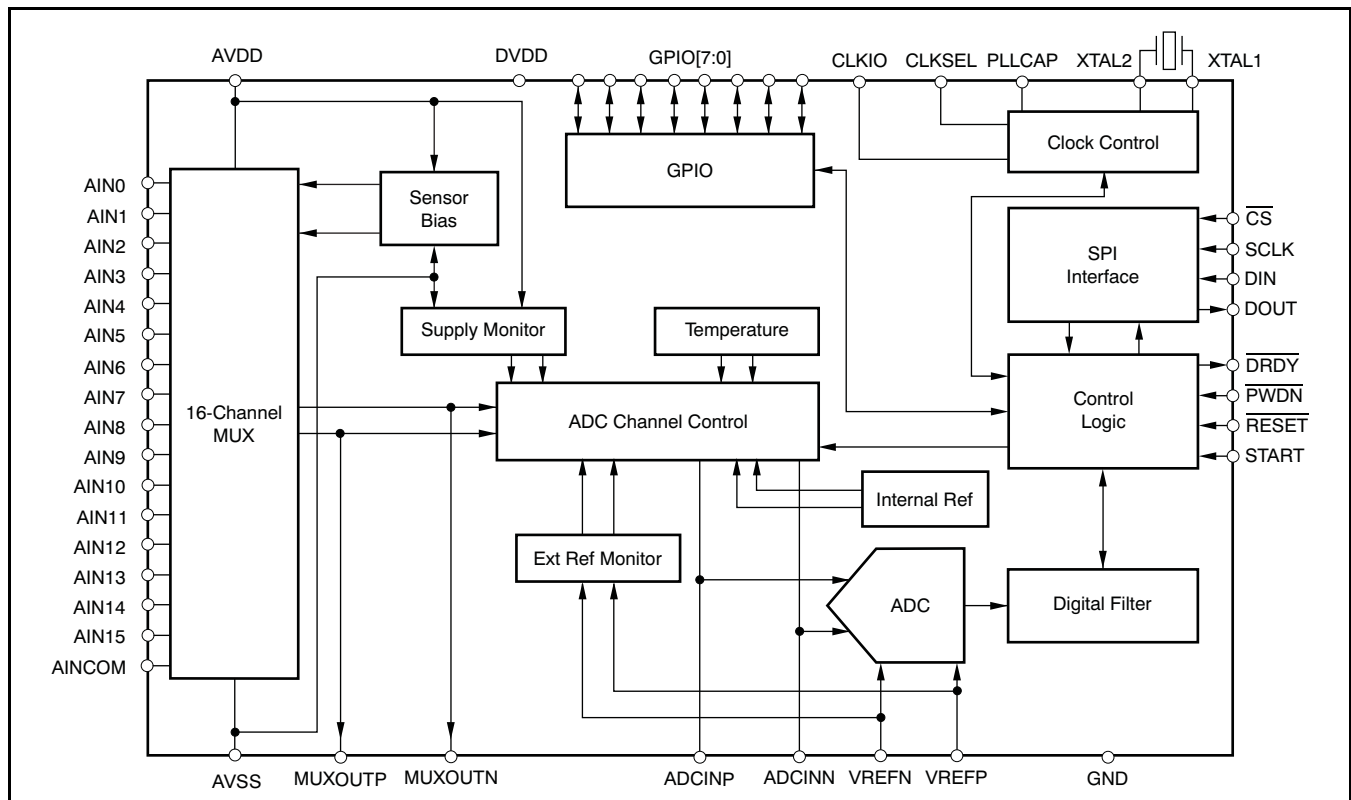 AVDD
DVDD
GPIO[7:0]
CLKIO
CLKSEL
PLLCAP
XTAL2
XTAL1
Clock Control
GPIO
Sensor
Bias
AIN0
AIN1
AIN2
AIN3
AIN4
AIN5
AIN6
AIN7
AIN8
AIN9
AIN10
AIN11
AIN12
AIN13
AIN14
AIN15
AINCOM
16-Channel
MUX
SPI
Interface
CS
SCLK
DIN
DOUT
Supply Monitor
Temperature
ADC Channel Control
Control
Logic
DRDY
PWDN
RESET
START
Internal Ref
Ext Ref Monitor
ADC
Digital Filter
AVSS
MUXOUTP
MUXOUTN
ADCINP
ADCINN
VREFN
VREFP
GND